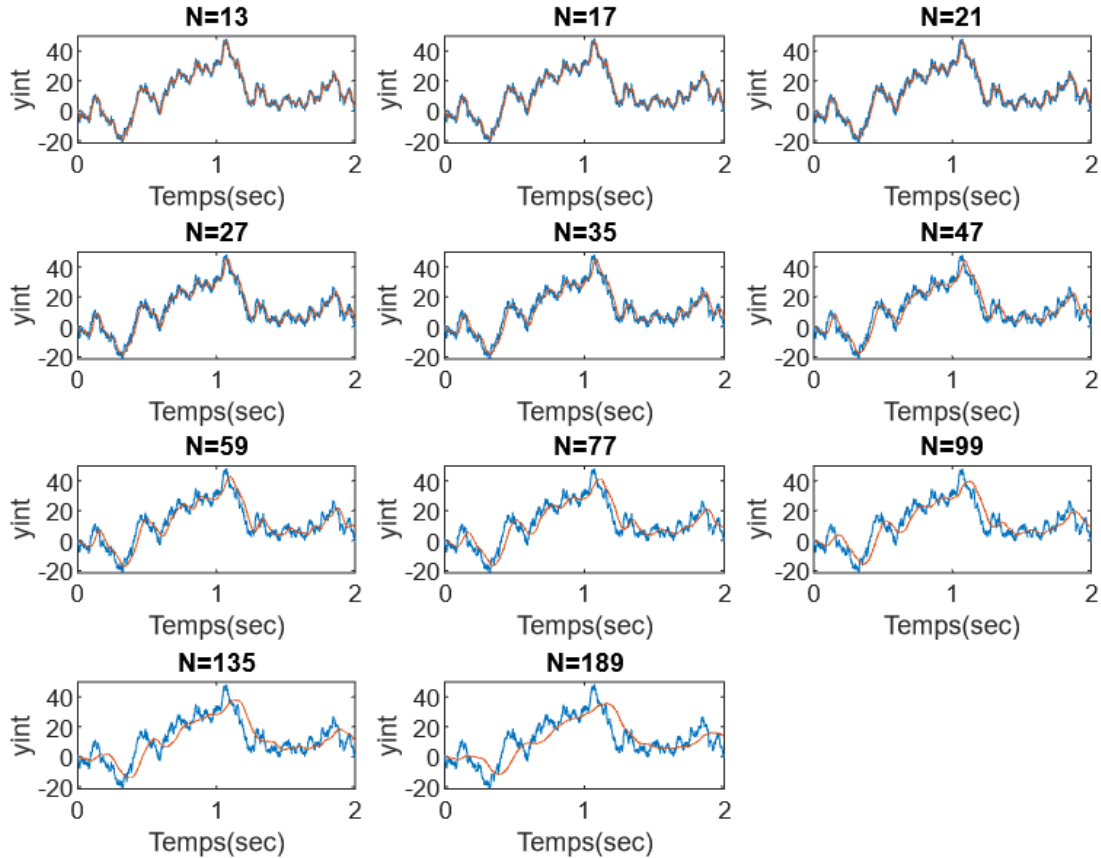 N=13 N=17 N=21
yint 40 20 0 -20 yint 40 20 0 -20 yint 40 20 0 -20
0 1 2 0 1 2 0 1 2
Temps(sec) Temps(sec) Temps(sec)
N=27 N=35 N=47
yint 40 20 0 -20 yint 40 20 0 -20 yint 40 20 0 -20
0 1 2 0 1 2 0 1 2
Temps(sec) Temps(sec) Temps(sec)
N=59 N=77 N=99
yint 40 20 0 -20 yint 40 20 0 -20 yint 40 20 0 -20
0 1 2 0 1 2 0 1 2
Temps(sec) Temps(sec) Temps(sec)
N=135 N=189
yint 40 20 0 -20 yint 40 20 0 -20
0 1 2 0 1 2
Temps(sec) Temps(sec)